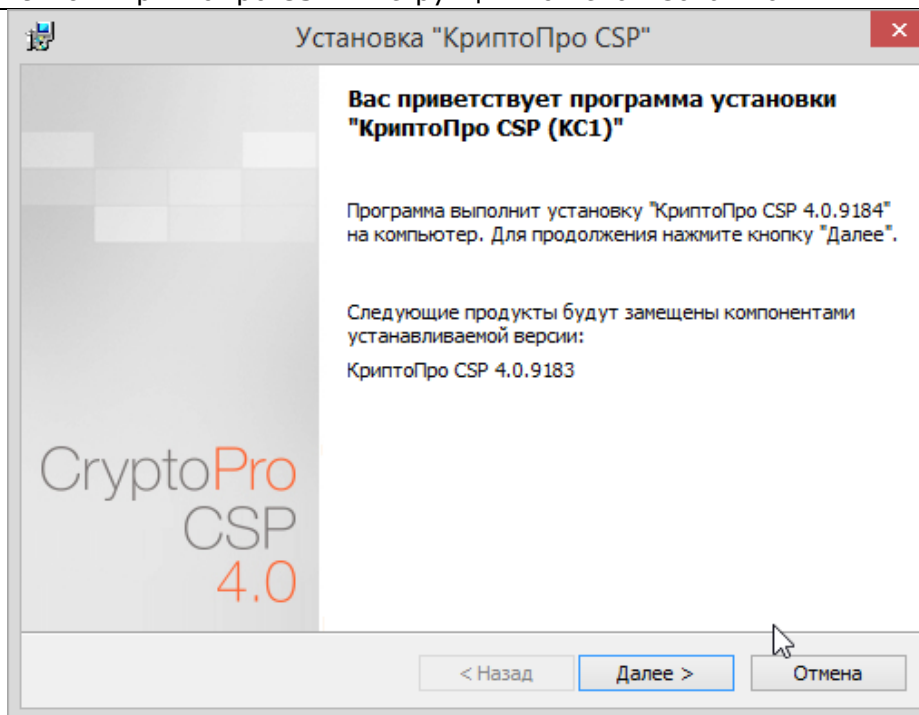 Установка "КриптоПро CSP"
Вас приветствует программа установки
"КриптоПро CSP (KC1)"
Программа выполнит установку "КриптоПро CSP 4.0.9184"
на компьютер. Для продолжения нажмите кнопку "Далее".
Следующие продукты будут замещены компонентами
устанавливаемой версии:
КриптоПро CSP 4.0.9183
CryptoPro
CSP
4.0
< Назад
Далее >
Отмена